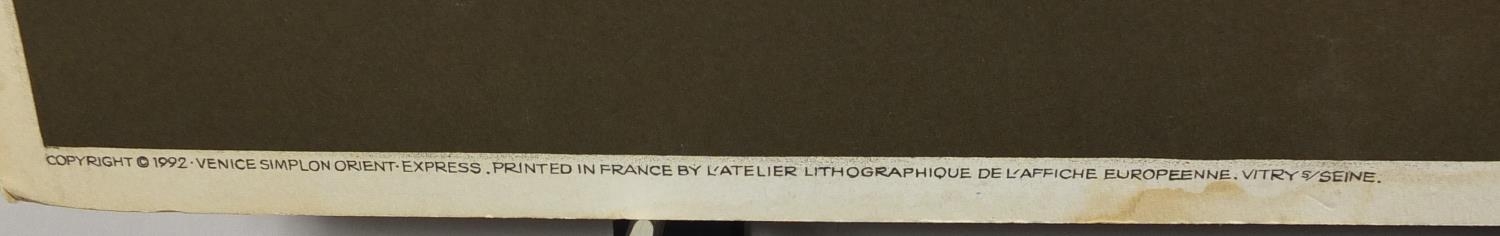 COPYRIGHT © 1992 · VENICE SIMPLON ORIENT-EXPRESS . PRINTED IN FRANCE BY L'ATELIER LITHOGRAPHIQUE DE L'AFFICHE EUROPEENNE . VITRY S/SEINE.